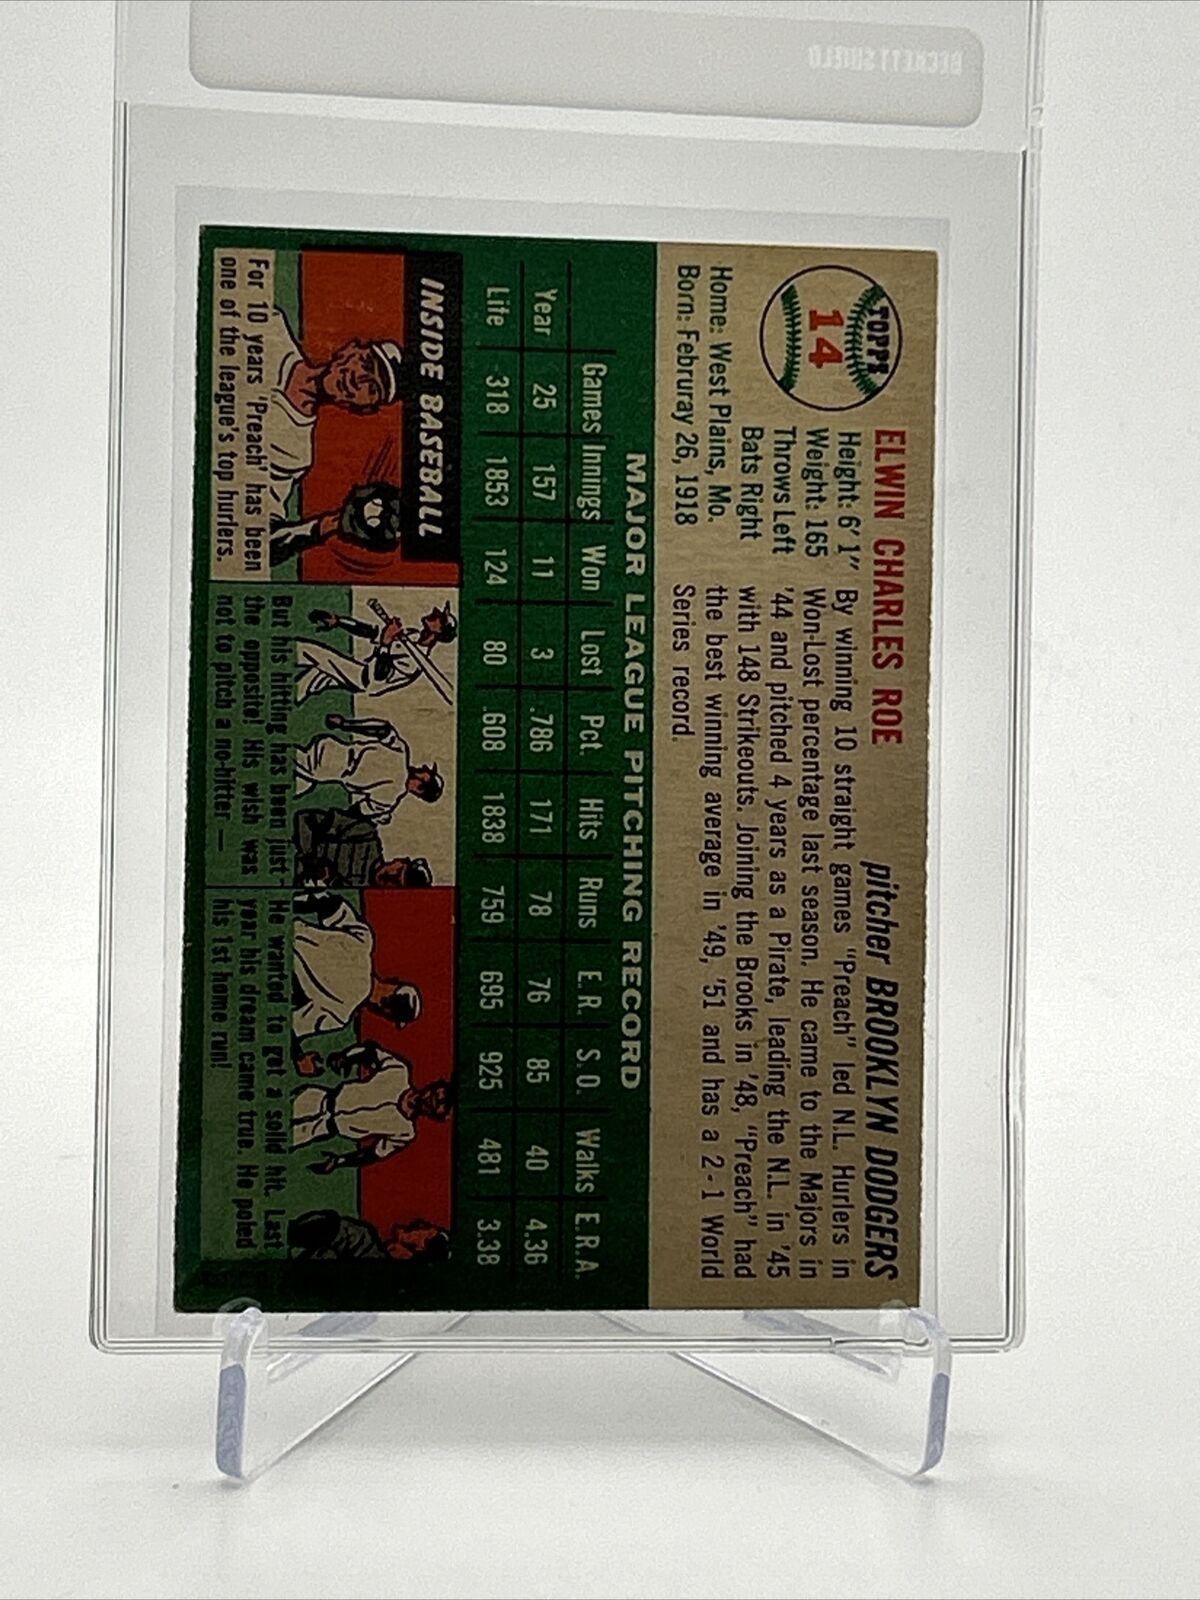 BECKETT SHIELD
TOPPS
14
ELWIN CHARLES ROE
pitcher BROOKLYN DODGERS
Height: 6' 1"
Weight: 165
Throws Left
Bats Right
Home: West Plains, Mo.
Born: Februray 26, 1918
By winning 10 straight games "Preach" led N.L. Hurlers in
Won-Lost percentage last season. He came to the Majors in
'44 and pitched 4 years as a Pirate, leading the N.L. in '45
with 148 Strikeouts. Joining the Brooks in '48, "Preach" had
the best winning average in '49, '51 and has a 2-1 World
Series record.
MAJOR LEAGUE PITCHING RECORD
Games Innings Won Lost Pct. Hits Runs E.R. S.O. Walks E.R.A.
Year 25 157 11 3 .786 171 78 76 85 40 4.36
Life 318 1853 124 80 .608 1838 759 695 925 481 3.38
INSIDE BASEBALL
For 10 years 'Preach' has been
one of the league's top hurlers.
But his hitting has been just
the opposite! His wish was
not to pitch a no-hitter —
He wanted to get a solid hit. Last
year his dream came true. He poled
his 1st home run!